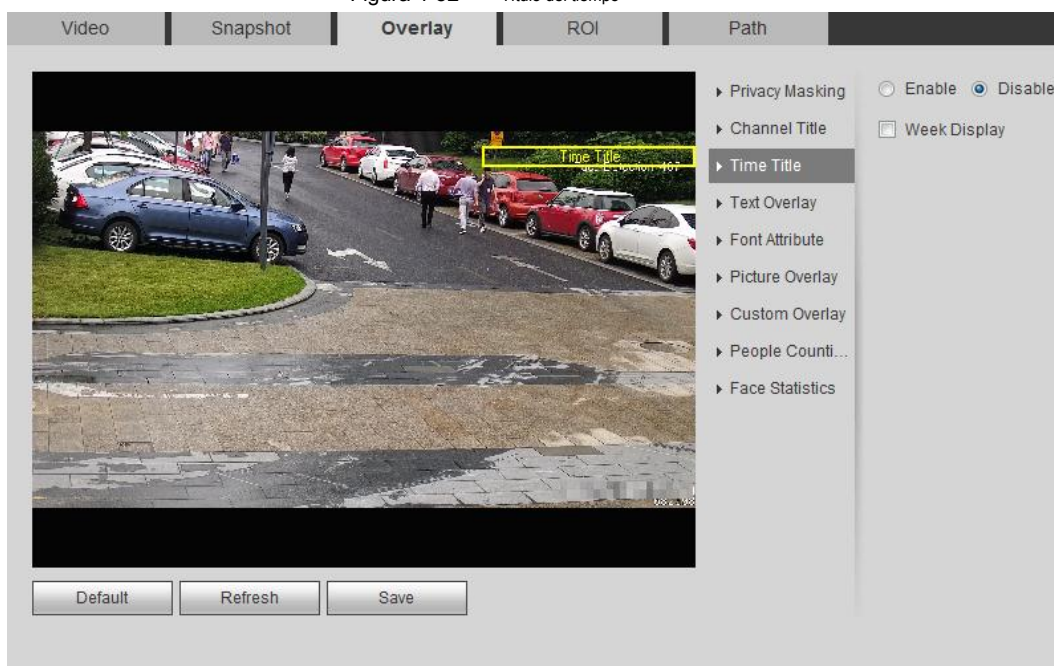 Video Snapshot Overlay ROI Path
Privacy Masking
Channel Title
Time Title
Text Overlay
Font Attribute
Picture Overlay
Custom Overlay
People Counti...
Face Statistics
Enable Disable
Week Display
Time Title
Default Refresh Save